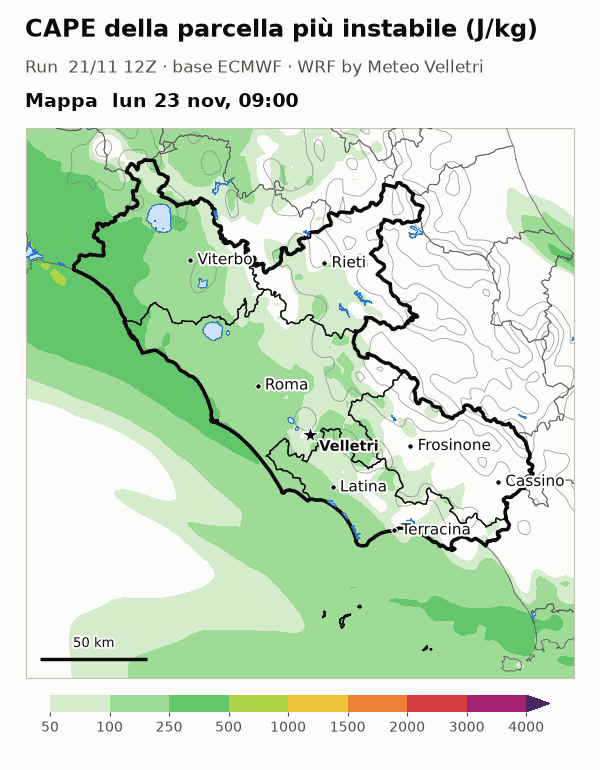 CAPE della parcella più instabile (J/kg)
Run  21/11 12Z · base ECMWF · WRF by Meteo Velletri
Mappa  lun 23 nov, 09:00
Viterbo
Rieti
Roma
Velletri
Frosinone
Cassino
Latina
Terracina
50 km
50 100 250 500 1000 1500 2000 3000 4000